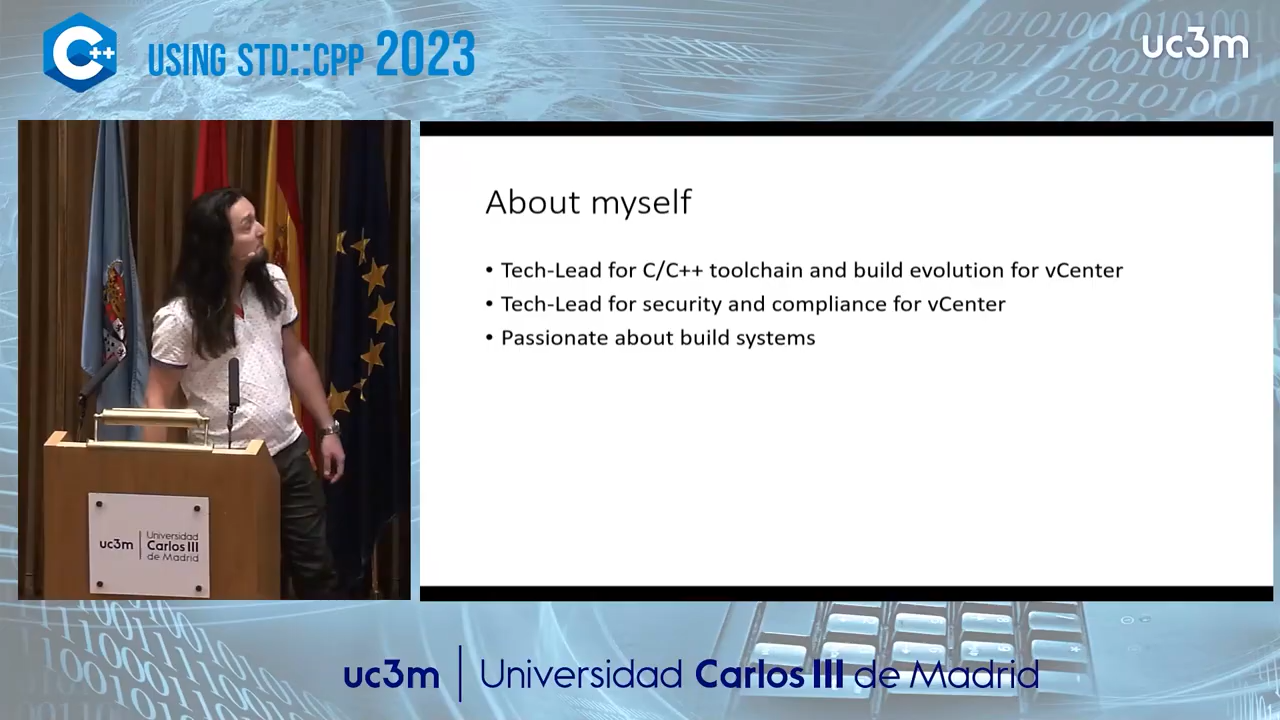 C++
USING STD::CPP 2023
uc3m
About myself
• Tech-Lead for C/C++ toolchain and build evolution for vCenter
• Tech-Lead for security and compliance for vCenter
• Passionate about build systems
uc3m | Universidad
Carlos III
de Madrid
uc3m | Universidad Carlos III de Madrid